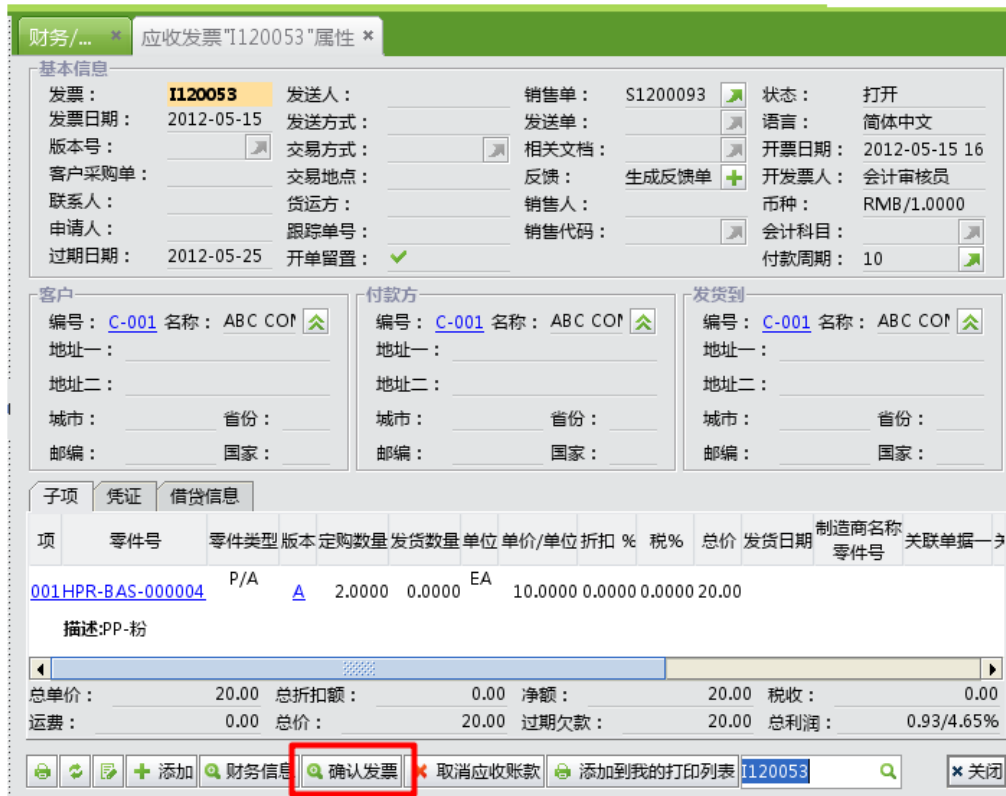 财务/... × 应收发票"I120053"属性 ×
基本信息
发票： I120053 发送人： 销售单： S1200093 状态： 打开
发票日期： 2012-05-15 发送方式： 发送单： 语言： 简体中文
版本号： 交易方式： 相关文档： 开票日期： 2012-05-15 16
客户采购单： 交易地点： 反馈： 生成反馈单 开发票人： 会计审核员
联系人： 货运方： 销售人： 币种： RMB/1.0000
申请人： 跟踪单号： 销售代码： 会计科目：
过期日期： 2012-05-25 开单留置： 付款周期： 10
客户 付款方 发货到
编号： C-001 名称： ABC COM 编号： C-001 名称： ABC COM 编号： C-001 名称： ABC COM
地址一： 地址一： 地址一：
地址二： 地址二： 地址二：
城市： 省份： 城市： 省份： 城市： 省份：
邮编： 国家： 邮编： 国家： 邮编： 国家：
子项 凭证 借贷信息
项 零件号 零件类型 版本 定购数量 发货数量 单位 单价/单位 折扣 % 税% 总价 发货日期 制造商名称 零件号 关联单据一
001 HPR-BAS-000004 P/A A 2.0000 0.0000 EA 10.0000 0.0000 0.0000 20.00
描述:PP-粉
总单价： 20.00 总折扣额： 0.00 净额： 20.00 税收： 0.00
运费： 0.00 总价： 20.00 过期欠款： 20.00 总利润： 0.93/4.65%
添加 财务信息 确认发票 取消应收账款 添加到我的打印列表 I120053 关闭